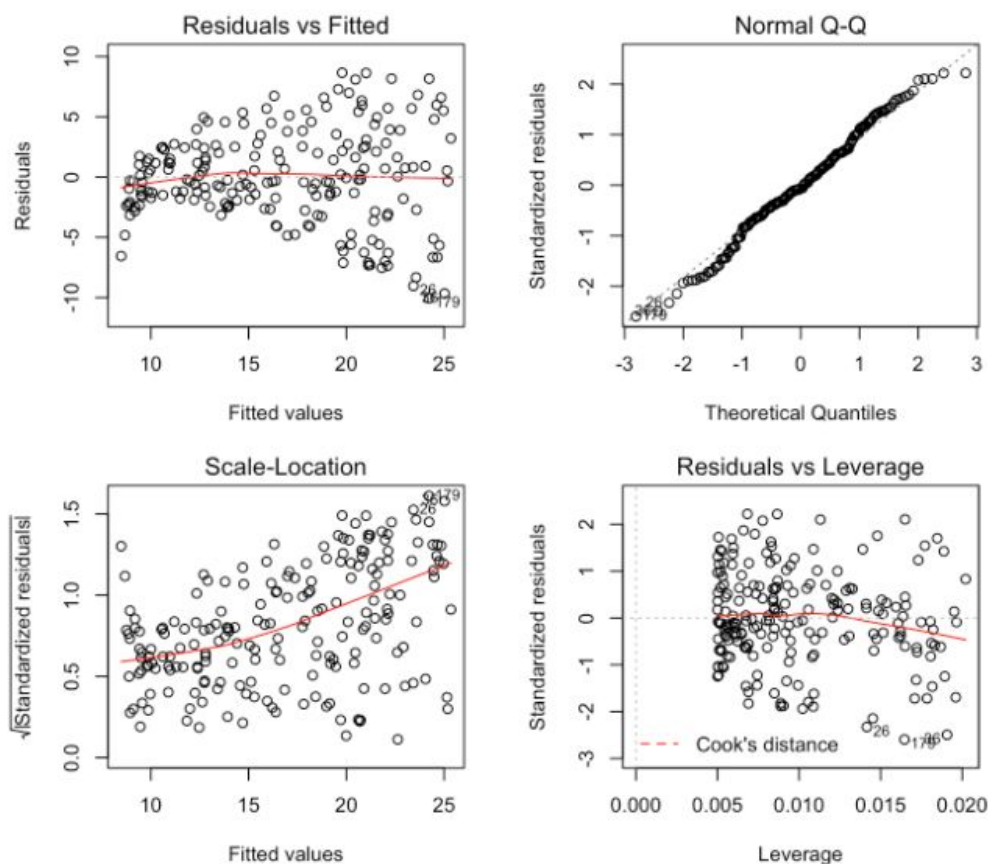 Residuals vs Fitted
Residuals
10
5
0
-5
-10
26
179
10 15 20 25
Fitted values
Normal Q-Q
Standardized residuals
2
1
0
-1
-2
26
179
-3 -2 -1 0 1 2 3
Theoretical Quantiles
Scale-Location
√|Standardized residuals|
1.5
1.0
0.5
0.0
179
26
10 15 20 25
Fitted values
Residuals vs Leverage
Standardized residuals
2
1
0
-1
-2
-3
26
179
Cook's distance
0.000 0.005 0.010 0.015 0.020
Leverage